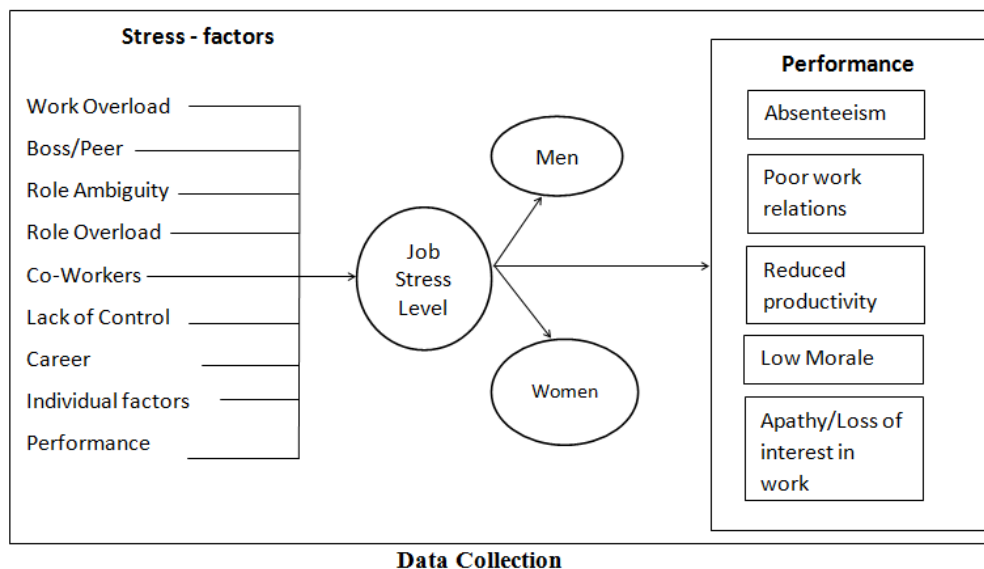 Stress - factors
Work Overload
Boss/Peer
Role Ambiguity
Role Overload
Co-Workers
Lack of Control
Career
Individual factors
Performance
Job
Stress
Level
Men
Women
Performance
Absenteeism
Poor work
relations
Reduced
productivity
Low Morale
Apathy/Loss of
interest in
work
Data Collection